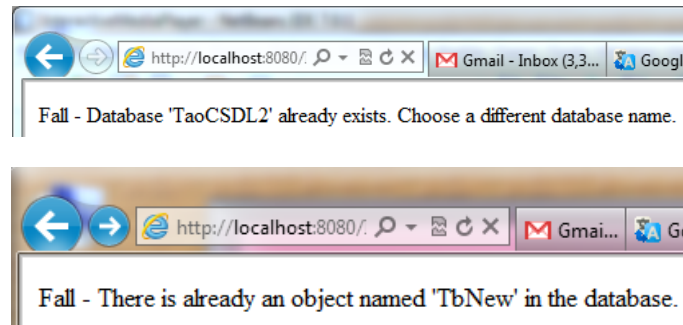 http://localhost:8080/
Gmail - Inbox (3,3...
Googl
Fall - Database 'TaoCSDL2' already exists. Choose a different database name.
http://localhost:8080/
Gmai...
G
Fall - There is already an object named 'TbNew' in the database.